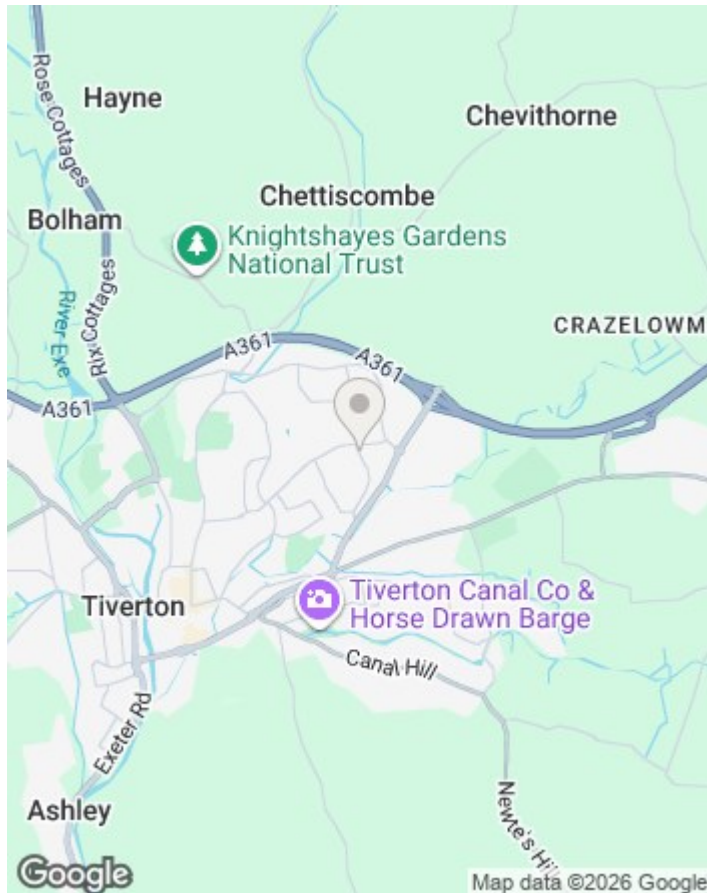 Hayne
Chevithorne
Rose Cottages
Chettiscombe
Bolham
Knightshayes Gardens
National Trust
River Exe
Rix Cottages
CRAZELOWM
A361
A361
A361
Tiverton
Tiverton Canal Co &
Horse Drawn Barge
Canal Hill
Exeter Rd
Ashley
Newte's Hil
Google
Map data ©2026 Google